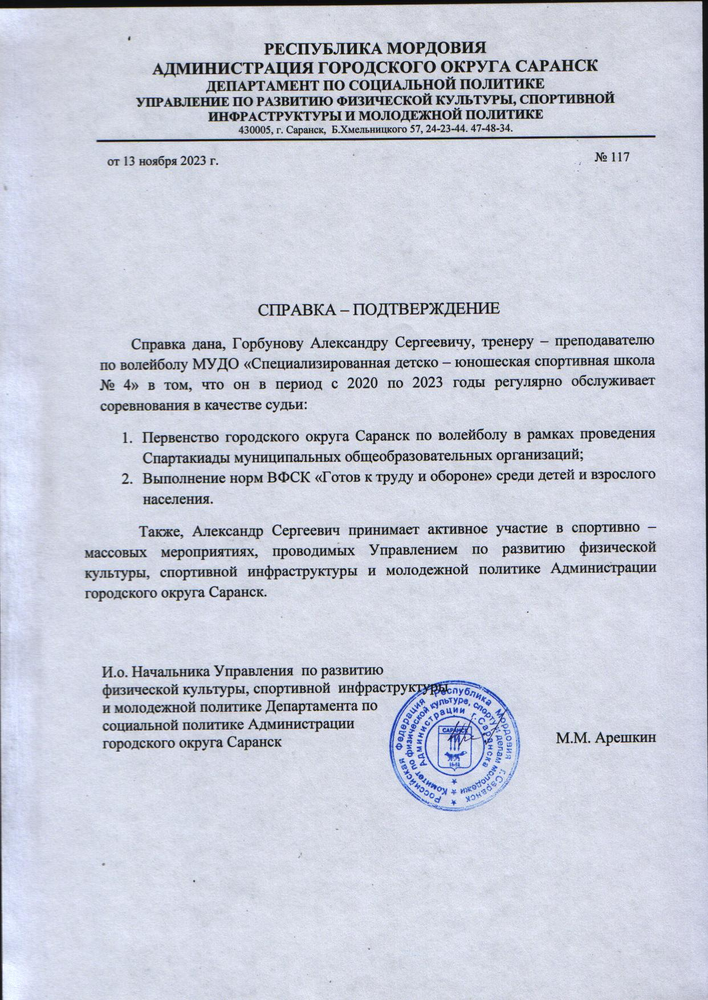 РЕСПУБЛИКА МОРДОВИЯ
АДМИНИСТРАЦИЯ ГОРОДСКОГО ОКРУГА САРАНСК
ДЕПАРТАМЕНТ ПО СОЦИАЛЬНОЙ ПОЛИТИКЕ
УПРАВЛЕНИЕ ПО РАЗВИТИЮ ФИЗИЧЕСКОЙ КУЛЬТУРЫ, СПОРТИВНОЙ
ИНФРАСТРУКТУРЫ И МОЛОДЕЖНОЙ ПОЛИТИКЕ
430005, г. Саранск, Б.Хмельницкого 57, 24-23-44. 47-48-34.
от 13 ноября 2023 г. № 117
СПРАВКА – ПОДТВЕРЖДЕНИЕ
Справка дана, Горбунову Александру Сергеевичу, тренеру – преподавателю
по волейболу МУДО «Специализированная детско – юношеская спортивная школа
№ 4» в том, что он в период с 2020 по 2023 годы регулярно обслуживает
соревнования в качестве судьи:
1. Первенство городского округа Саранск по волейболу в рамках проведения
Спартакиады муниципальных общеобразовательных организаций;
2. Выполнение норм ВФСК «Готов к труду и обороне» среди детей и взрослого
населения.
Также, Александр Сергеевич принимает активное участие в спортивно –
массовых мероприятиях, проводимых Управлением по развитию физической
культуры, спортивной инфраструктуры и молодежной политике Администрации
городского округа Саранск.
И.о. Начальника Управления по развитию
физической культуры, спортивной инфраструктуры
и молодежной политике Департамента по
социальной политике Администрации
городского округа Саранск
М.М. Арешкин
Российская Федерация Республика Мордовия г.Саранск
Комитет по физической культуре, спорту и делам молодежи
Администрации г.Саранска
САРАНСК
1641